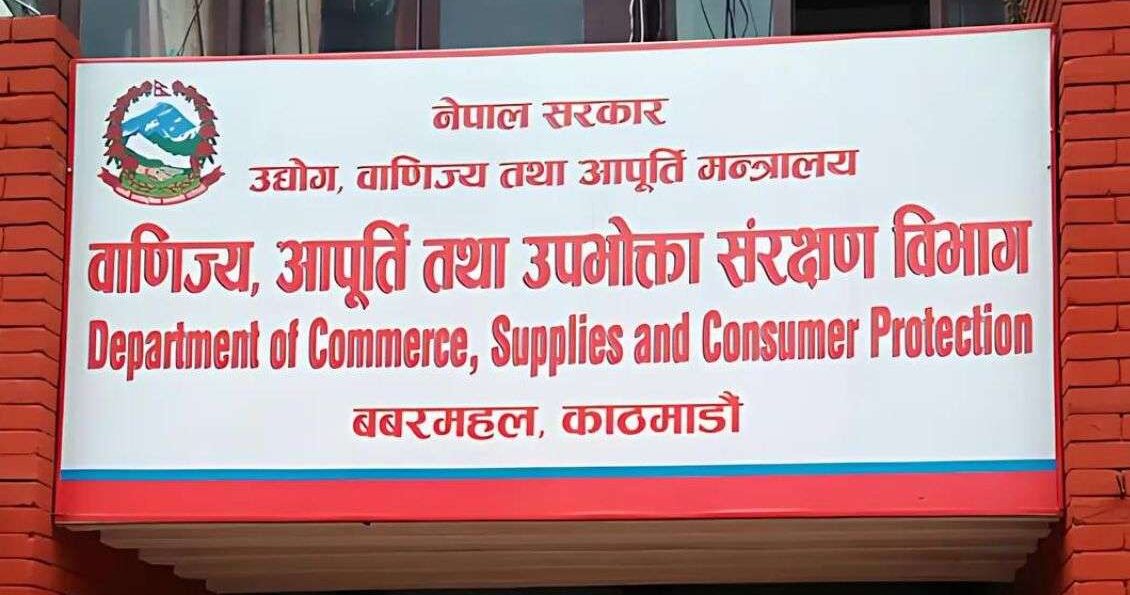 नेपाल सरकार
उद्योग, वाणिज्य तथा आपूर्ति मन्त्रालय
वाणिज्य, आपूर्ति तथा उपभोक्ता संरक्षण विभाग
Department of Commerce, Supplies and Consumer Protection
बबरमहल, काठमाडौं